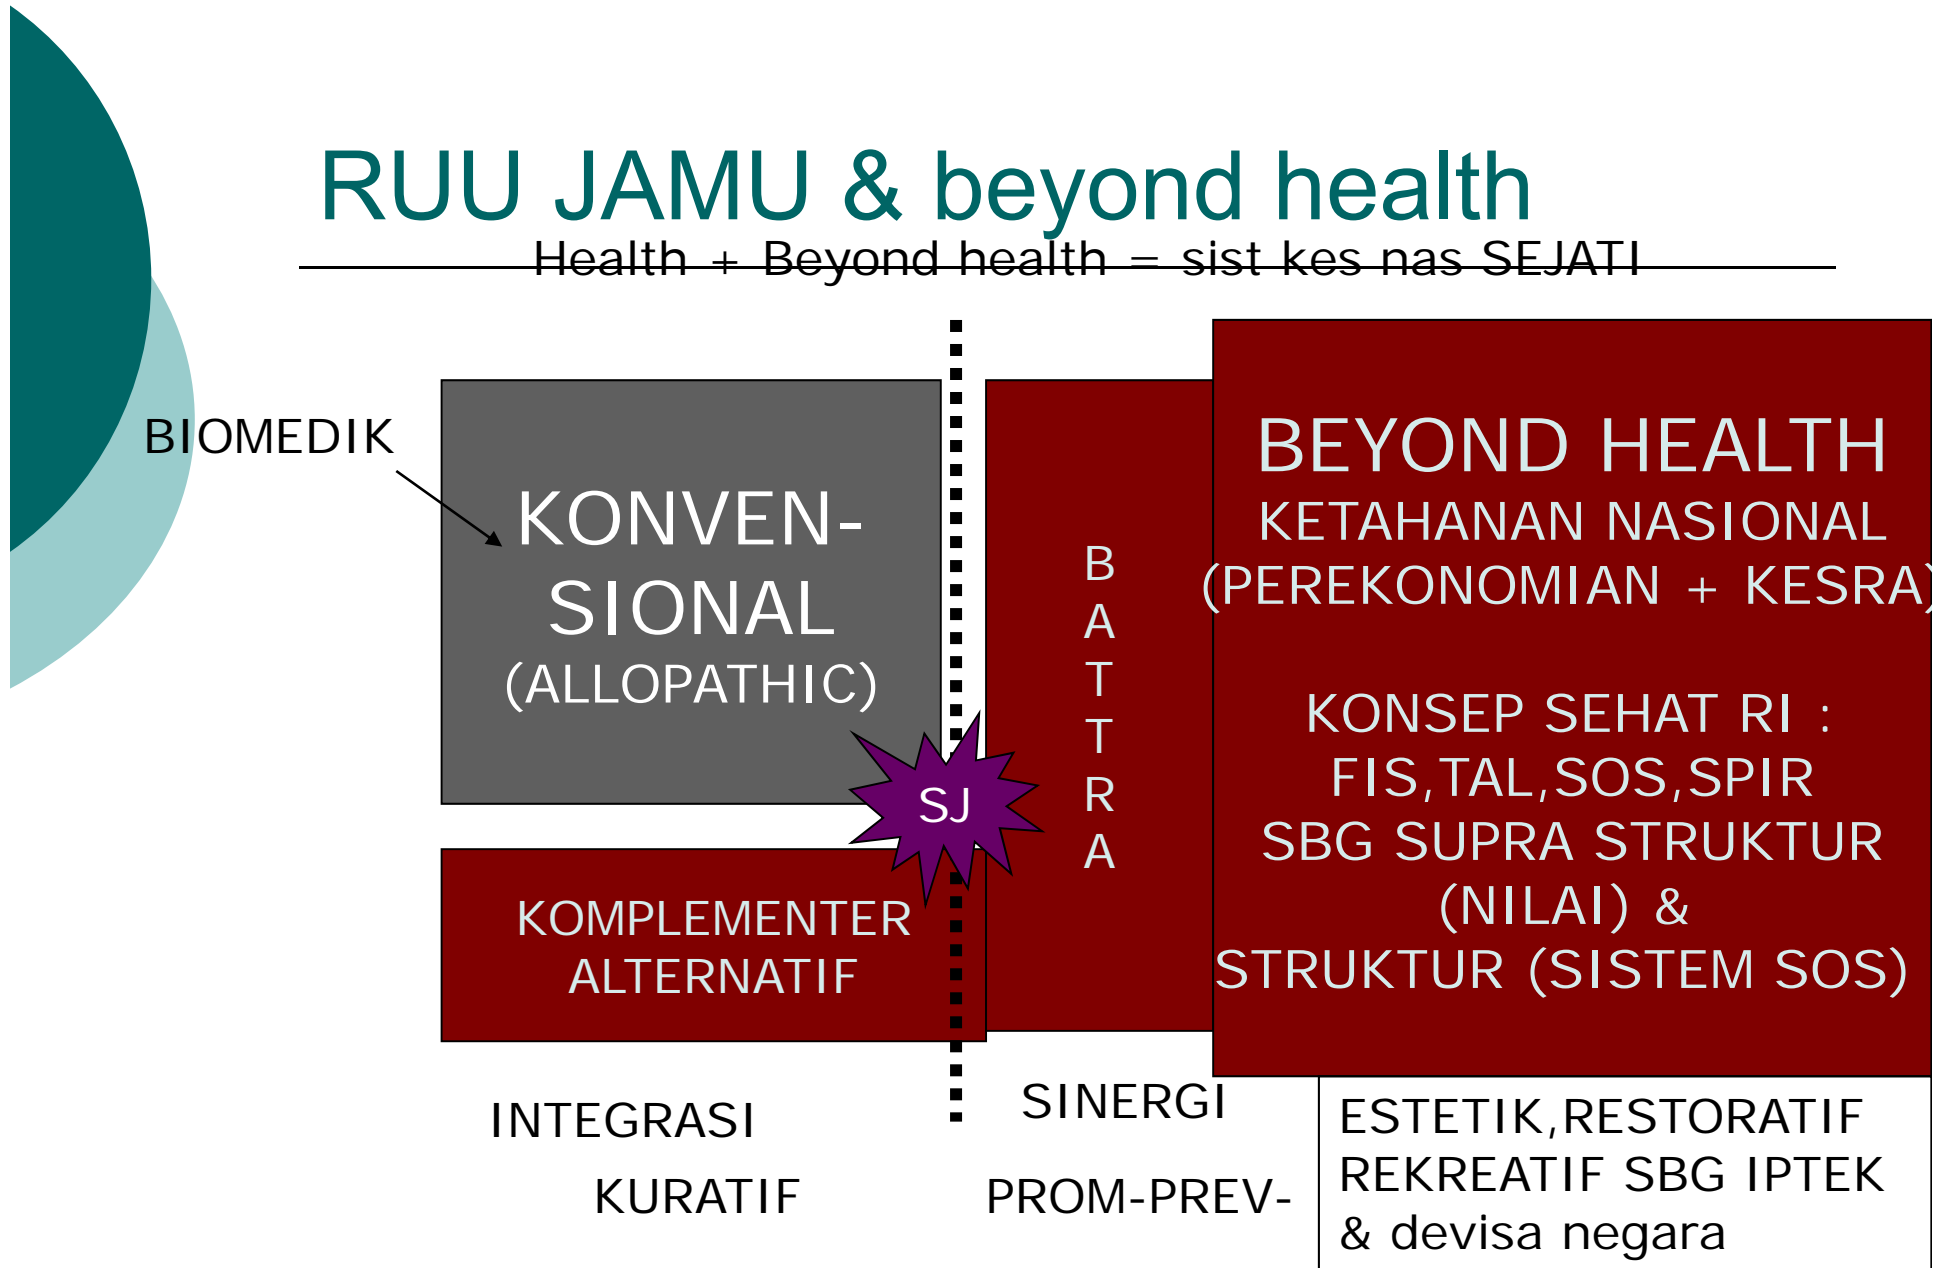 RUU JAMU & beyond health
Health + Beyond health = sist kes nas SEJATI
BIOMEDIK
KONVEN-
SIONAL
(ALLOPATHIC)
SJ
KOMPLEMENTER
ALTERNATIF
B
A
T
T
R
A
BEYOND HEALTH
KETAHANAN NASIONAL
(PEREKONOMIAN + KESRA)
KONSEP SEHAT RI :
FIS,TAL,SOS,SPIR
SBG SUPRA STRUKTUR
(NILAI) &
STRUKTUR (SISTEM SOS)
INTEGRASI
KURATIF
SINERGI
PROM-PREV-
ESTETIK,RESTORATIF
REKREATIF SBG IPTEK
& devisa negara